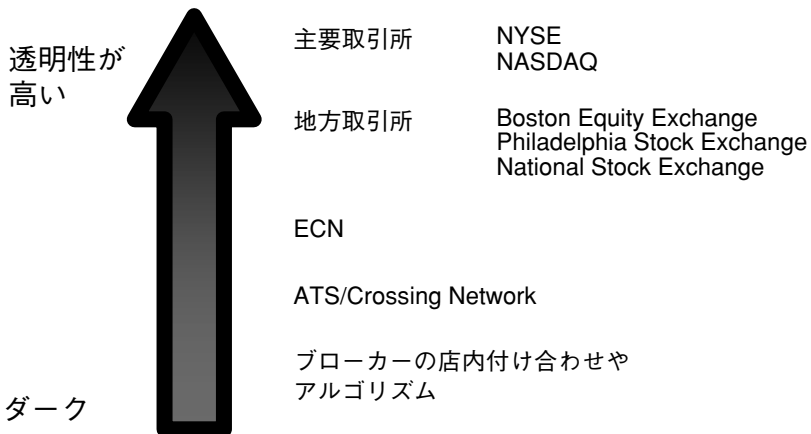 透明性が
高い
主要取引所 NYSE
NASDAQ
地方取引所 Boston Equity Exchange
Philadelphia Stock Exchange
National Stock Exchange
ECN
ATS/Crossing Network
ブローカーの店内付け合わせや
アルゴリズム
ダーク